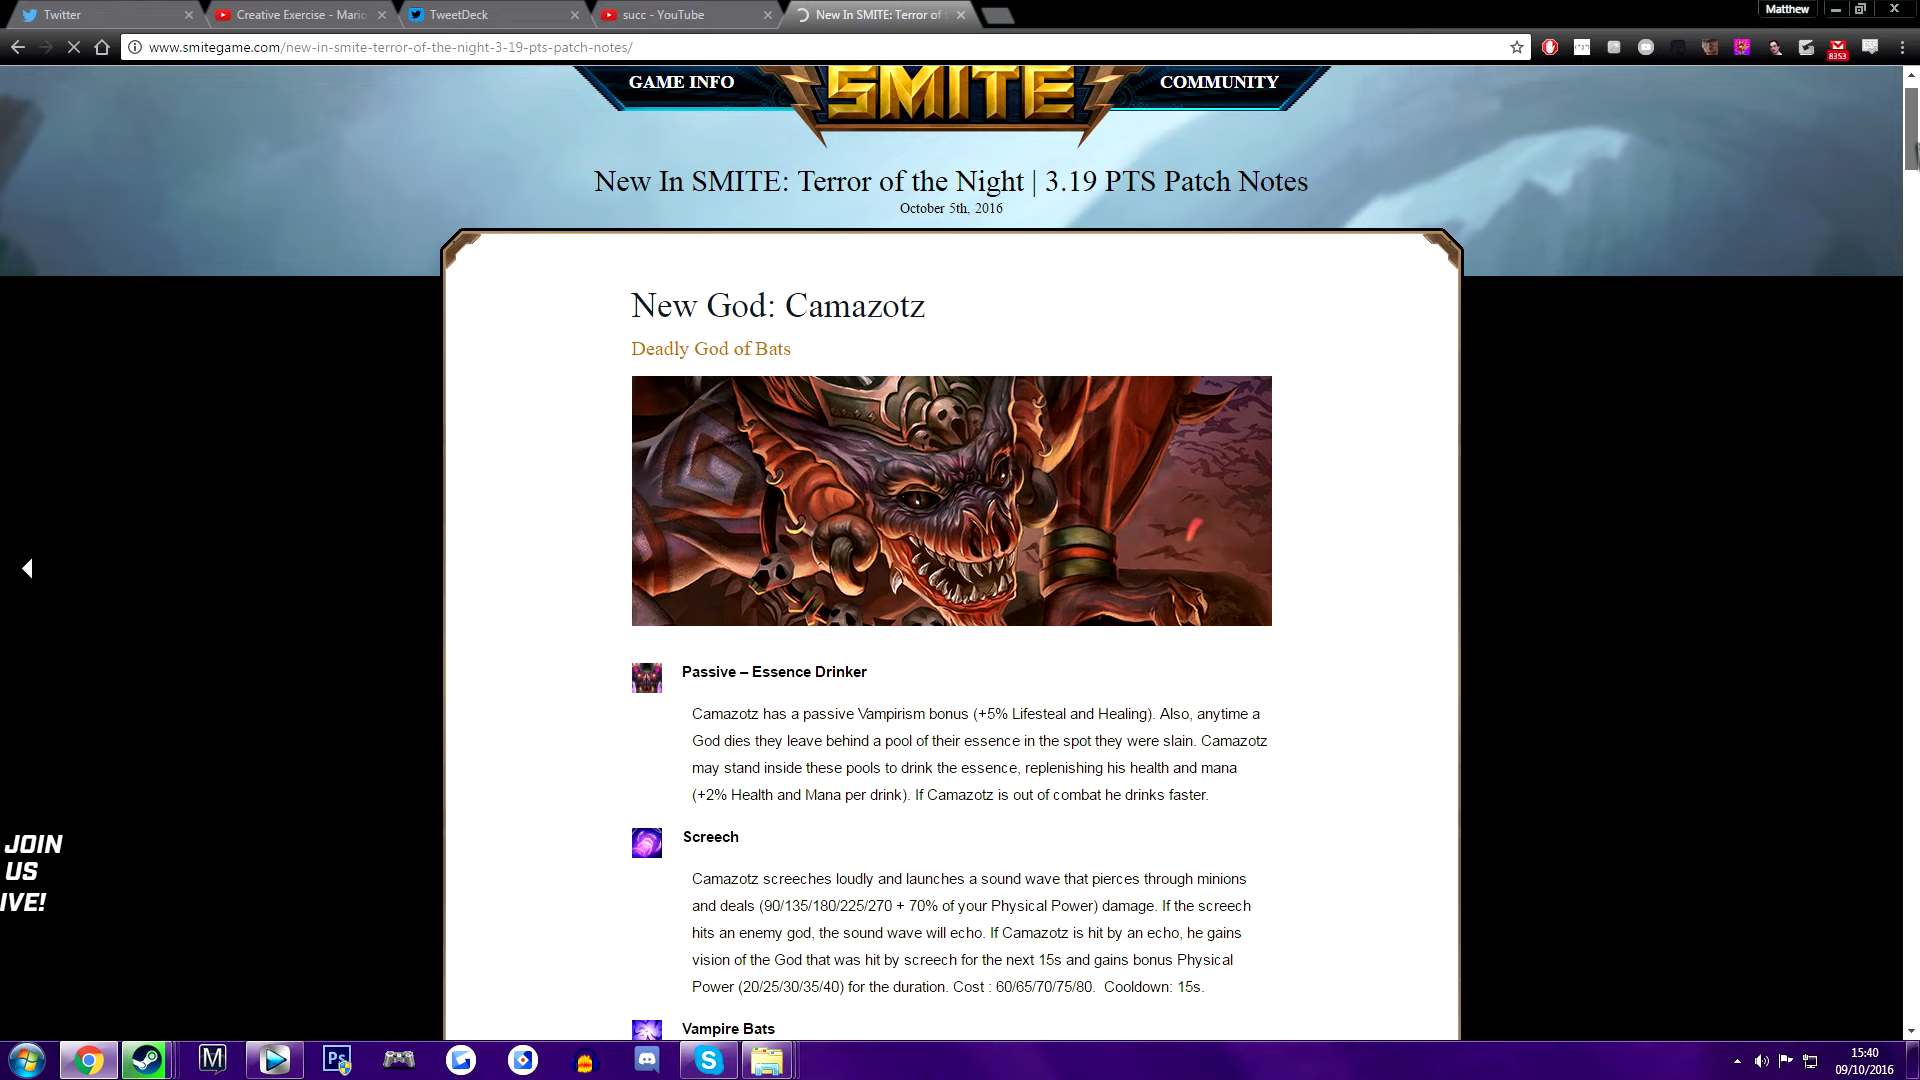 Twitter
Creative Exercise - Mario
TweetDeck
succ - YouTube
New In SMITE: Terror of
Matthew
www.smitegame.com/new-in-smite-terror-of-the-night-3-19-pts-patch-notes/
8353
GAME INFO
SMITE
COMMUNITY
New In SMITE: Terror of the Night | 3.19 PTS Patch Notes
October 5th, 2016
New God: Camazotz
Deadly God of Bats
Passive – Essence Drinker
Camazotz has a passive Vampirism bonus (+5% Lifesteal and Healing). Also, anytime a
God dies they leave behind a pool of their essence in the spot they were slain. Camazotz
may stand inside these pools to drink the essence, replenishing his health and mana
(+2% Health and Mana per drink). If Camazotz is out of combat he drinks faster.
Screech
Camazotz screeches loudly and launches a sound wave that pierces through minions
and deals (90/135/180/225/270 + 70% of your Physical Power) damage. If the screech
hits an enemy god, the sound wave will echo. If Camazotz is hit by an echo, he gains
vision of the God that was hit by screech for the next 15s and gains bonus Physical
Power (20/25/30/35/40) for the duration. Cost : 60/65/70/75/80.  Cooldown: 15s.
Vampire Bats
JOIN
US
IVE!
M
Ps
S
15:40
09/10/2016